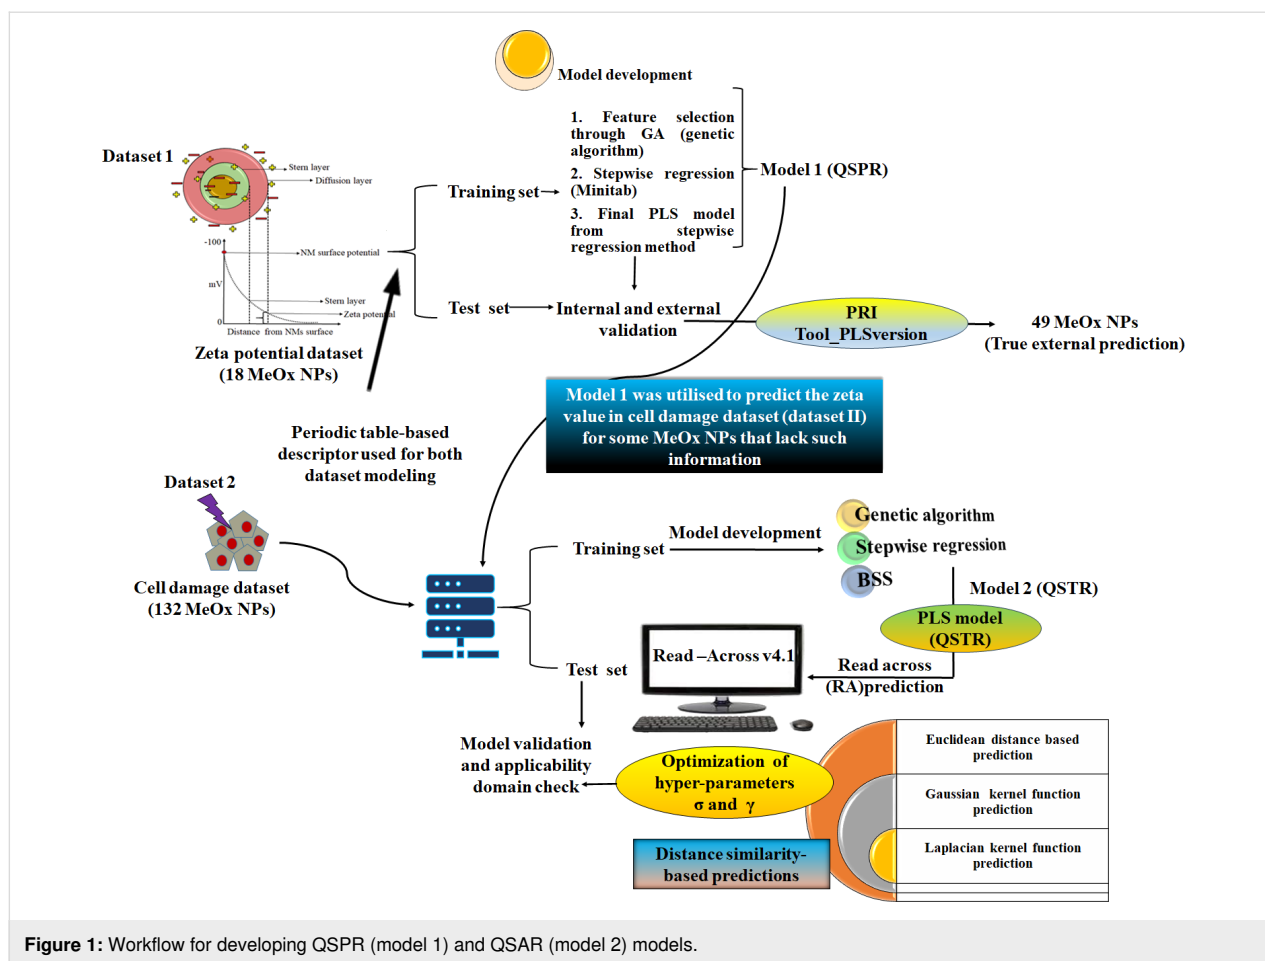 Model development
1. Feature selection
through GA (genetic
algorithm)
2. Stepwise regression
(Minitab)
3. Final PLS model
from stepwise
regression method
Model 1 (QSPR)
Dataset 1
Stern layer
Diffusion layer
-100
NM surface potential
mV
Stern layer
Zeta potential
0
Distance from NMs surface
Zeta potential dataset
(18 MeOx NPs)
Training set
Test set
Internal and external
validation
PRI
Tool_PLSversion
49 MeOx NPs
(True external prediction)
Model 1 was utilised to predict the zeta
value in cell damage dataset (dataset II)
for some MeOx NPs that lack such
information
Periodic table-based
descriptor used for both
dataset modeling
Dataset 2
Cell damage dataset
(132 MeOx NPs)
Training set
Model development
Genetic algorithm
Stepwise regression
BSS
Model 2 (QSTR)
PLS model
(QSTR)
Read across
(RA)prediction
Read –Across v4.1
Test set
Model validation
and applicability
domain check
Optimization of
hyper-parameters
σ and γ
Distance similarity-
based predictions
Euclidean distance based
prediction
Gaussian kernel function
prediction
Laplacian kernel function
prediction
Figure 1: Workflow for developing QSPR (model 1) and QSAR (model 2) models.